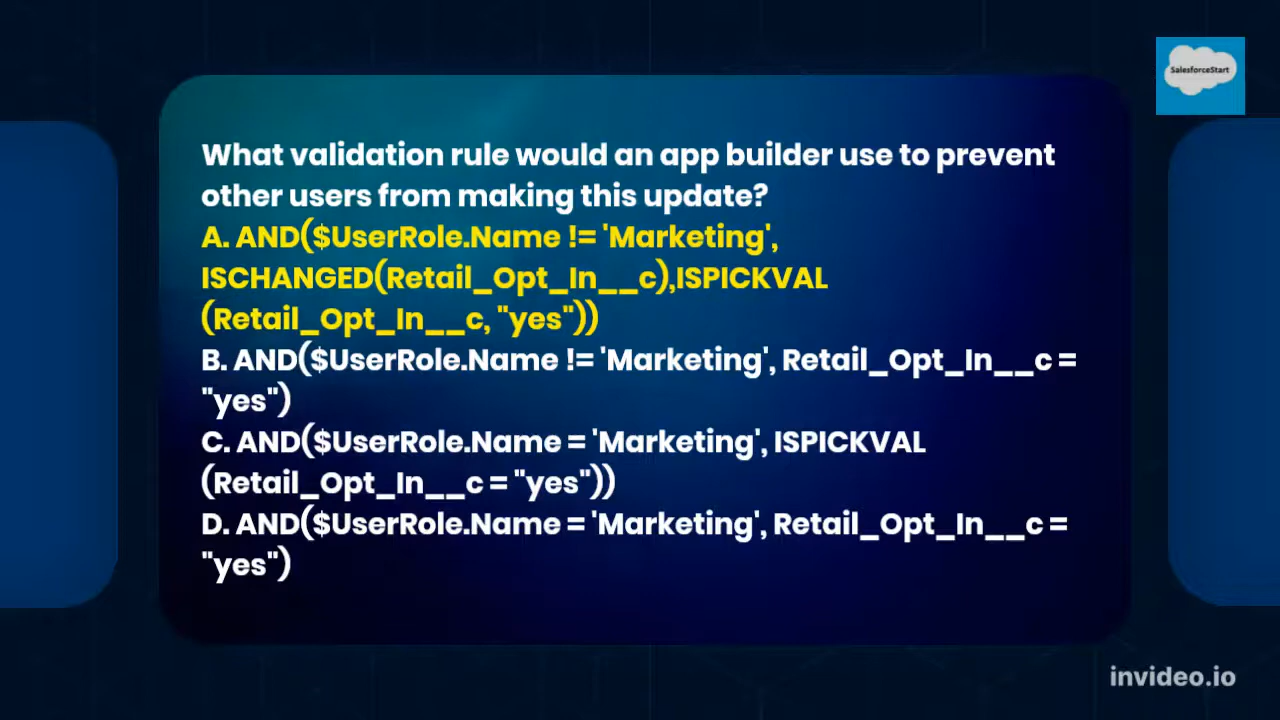 SalesforceStart
What validation rule would an app builder use to prevent
other users from making this update?
A. AND($UserRole.Name != 'Marketing',
ISCHANGED(Retail_Opt_In__c),ISPICKVAL
(Retail_Opt_In__c, "yes"))
B. AND($UserRole.Name != 'Marketing', Retail_Opt_In__c =
"yes")
C. AND($UserRole.Name = 'Marketing', ISPICKVAL
(Retail_Opt_In__c = "yes"))
D. AND($UserRole.Name = 'Marketing', Retail_Opt_In__c =
"yes")
invideo.io